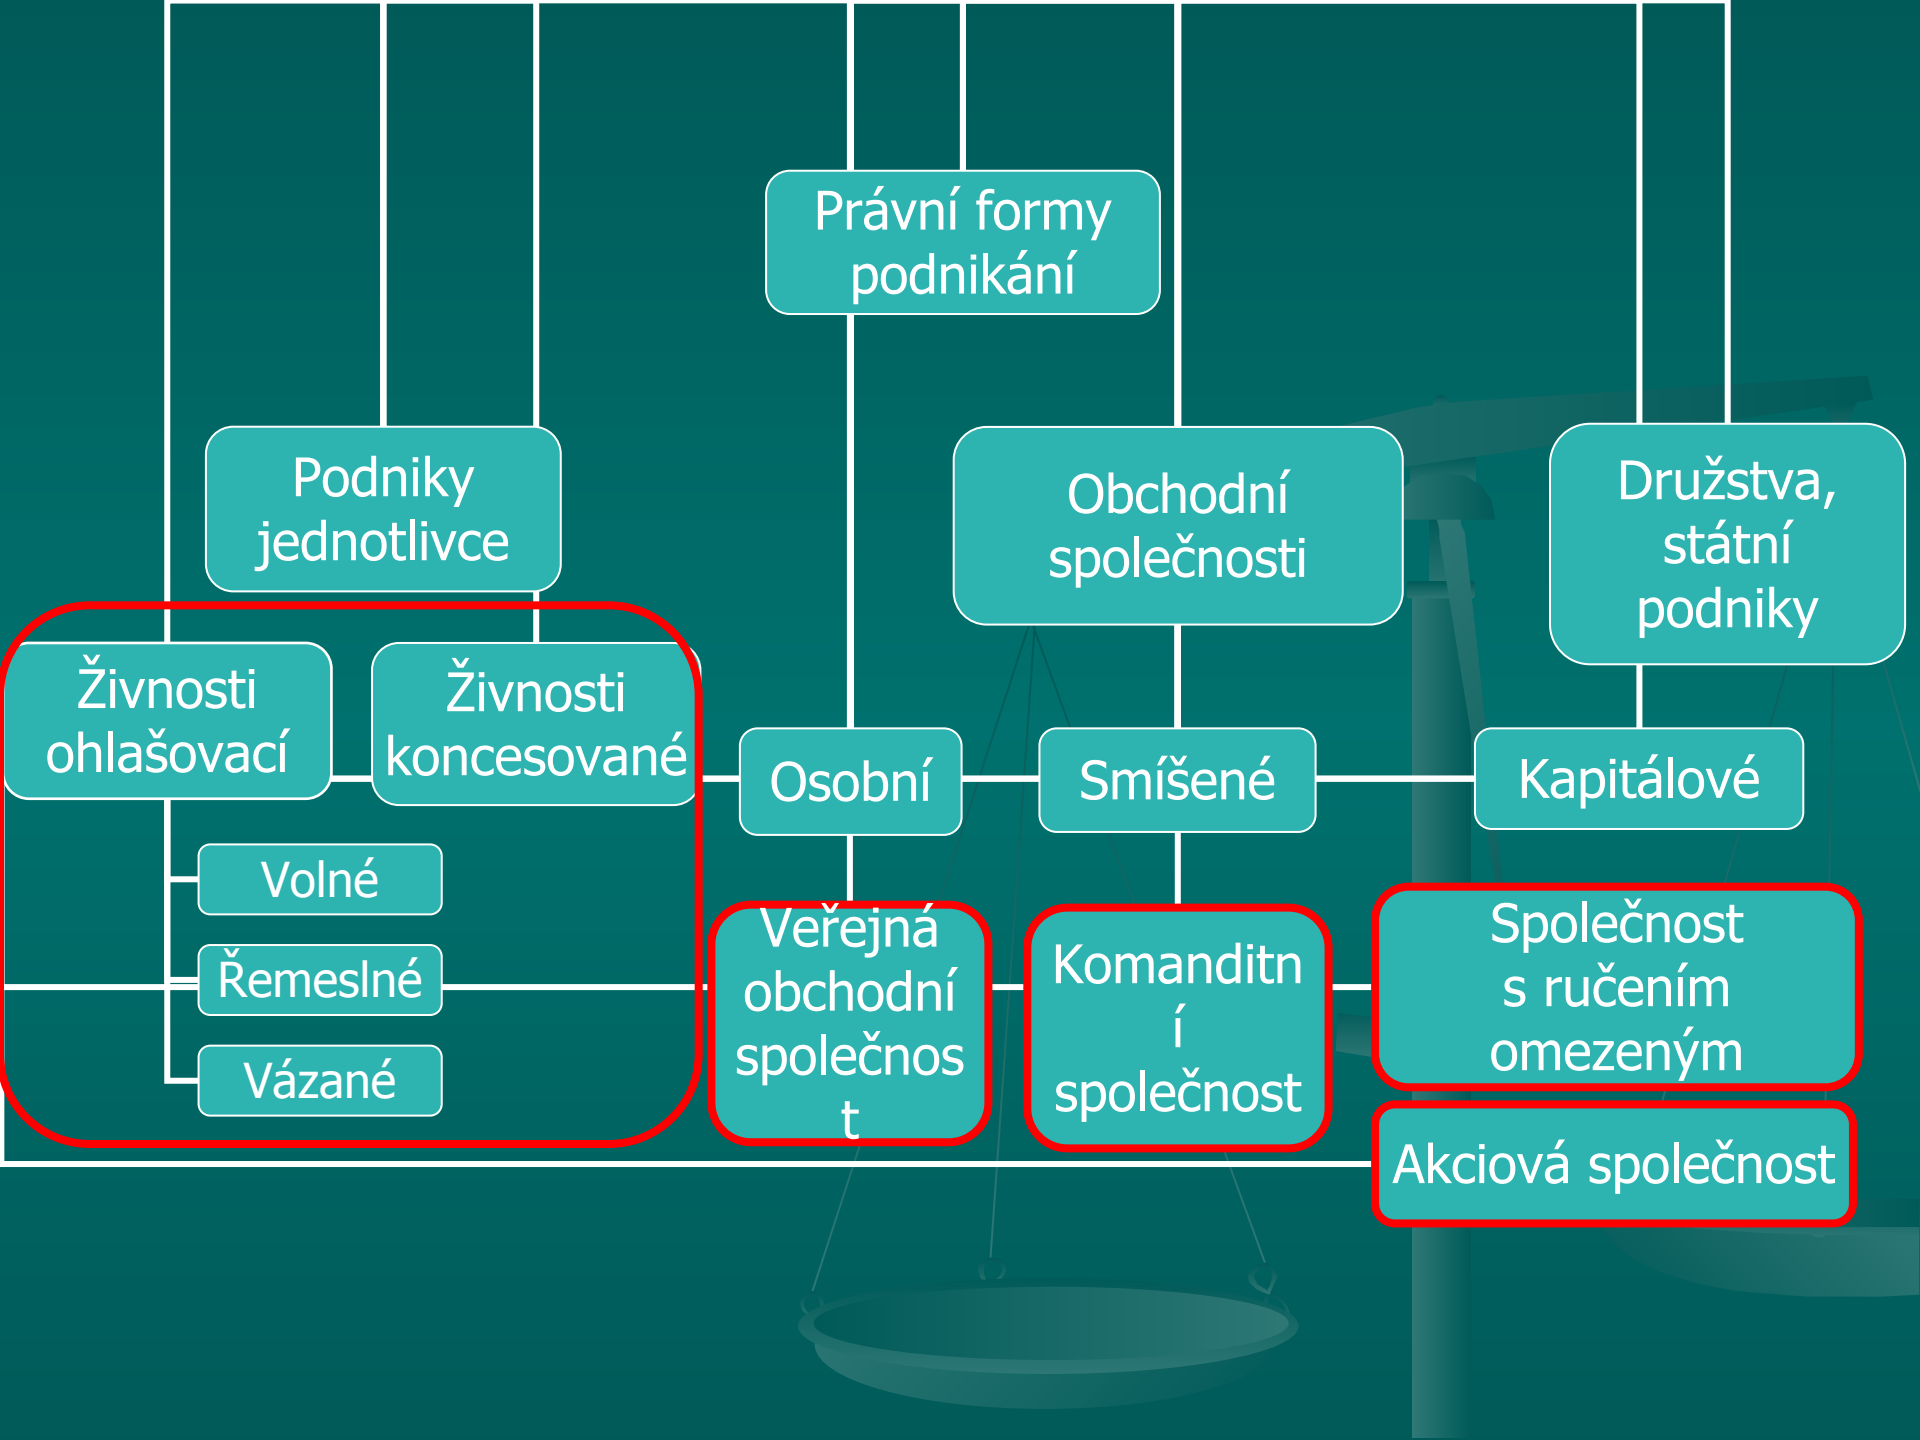 Právní formy
podnikání
Podniky
jednotlivce
Obchodní
společnosti
Družstva,
státní
podniky
Živnosti
ohlašovací
Živnosti
koncesované
Osobní
Smíšené
Kapitálové
Volné
Řemeslné
Vázané
Veřejná
obchodní
společnos
t
Komanditn
í
společnost
Společnost
s ručením
omezeným
Akciová společnost